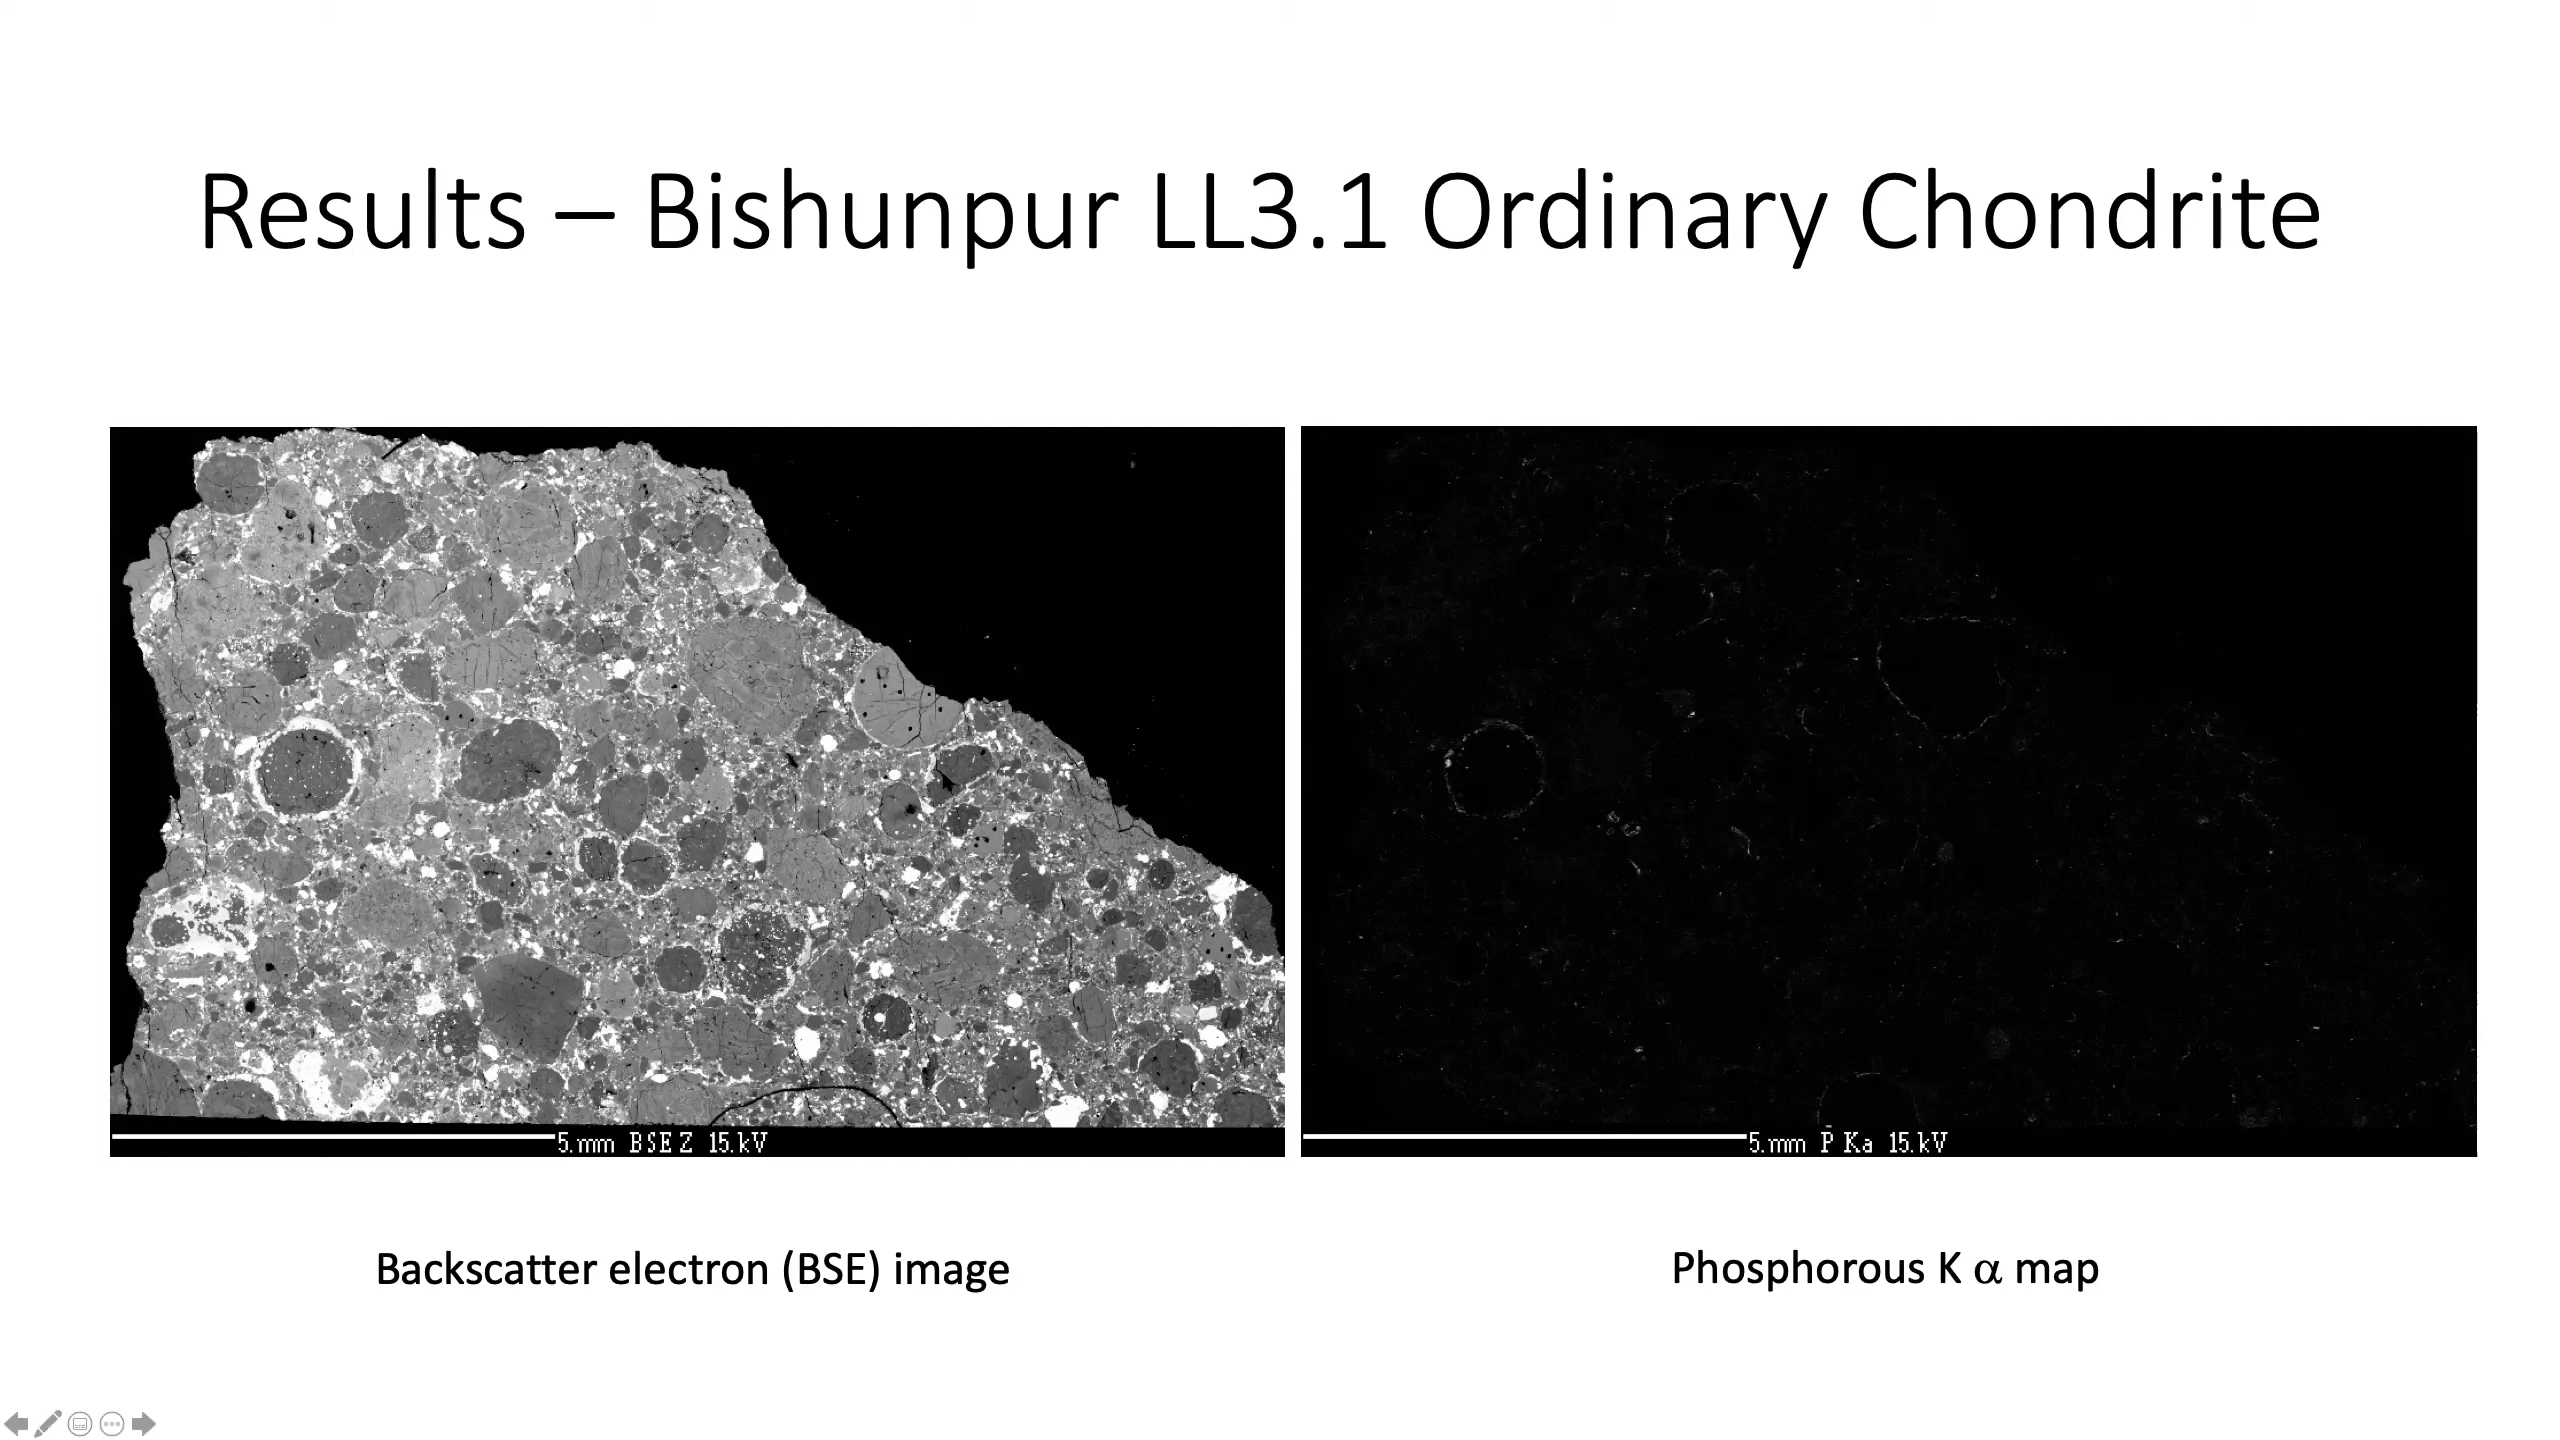 Results – Bishunpur LL3.1 Ordinary Chondrite
5.mm BSE Z 15.kV
5.mm P Ka 15.kV
Backscatter electron (BSE) image
Phosphorous K α map